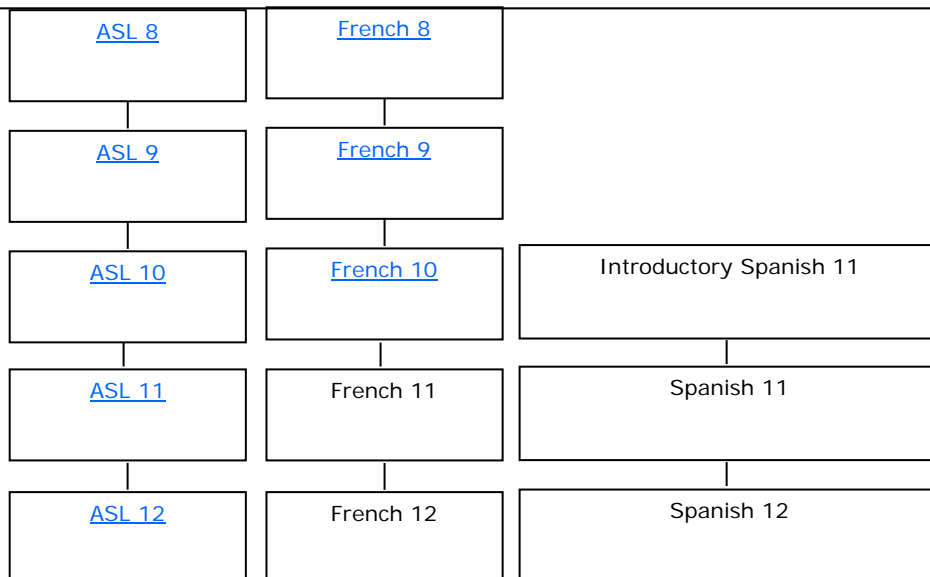 ASL 8
French 8
ASL 9
French 9
ASL 10
French 10
Introductory Spanish 11
ASL 11
French 11
Spanish 11
ASL 12
French 12
Spanish 12